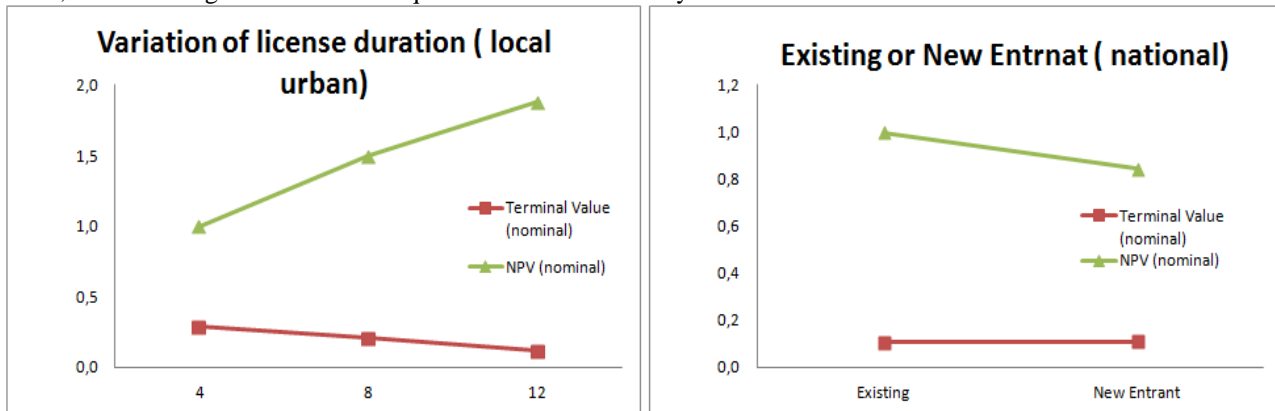 Variation of license duration ( local
urban)
2,0
1,5
1,0
0,5
0,0
4
8
12
Terminal Value
(nominal)
NPV (nominal)
Existing or New Entrnat ( national)
1,2
1,0
0,8
0,6
0,4
0,2
0,0
Existing
New Entrant
Terminal Value
(nominal)
NPV (nominal)